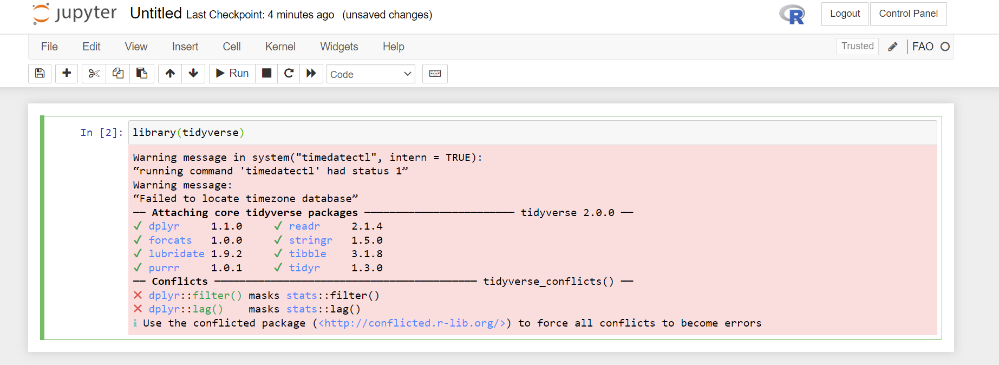 jupyter Untitled Last Checkpoint: 4 minutes ago (unsaved changes) R Logout Control Panel
File Edit View Insert Cell Kernel Widgets Help Trusted FAO
Run Code
In [2]: library(tidyverse)
Warning message in system("timedatectl", intern = TRUE):
“running command 'timedatectl' had status 1”
Warning message:
“Failed to locate timezone database”
── Attaching core tidyverse packages ──────────────────────── tidyverse 2.0.0 ──
✔ dplyr 1.1.0 ✔ readr 2.1.4
✔ forcats 1.0.0 ✔ stringr 1.5.0
✔ lubridate 1.9.2 ✔ tibble 3.1.8
✔ purrr 1.0.1 ✔ tidyr 1.3.0
── Conflicts ────────────────────────────────────────── tidyverse_conflicts() ──
✖ dplyr::filter() masks stats::filter()
✖ dplyr::lag() masks stats::lag()
ℹ Use the conflicted package (<http://conflicted.r-lib.org/>) to force all conflicts to become errors